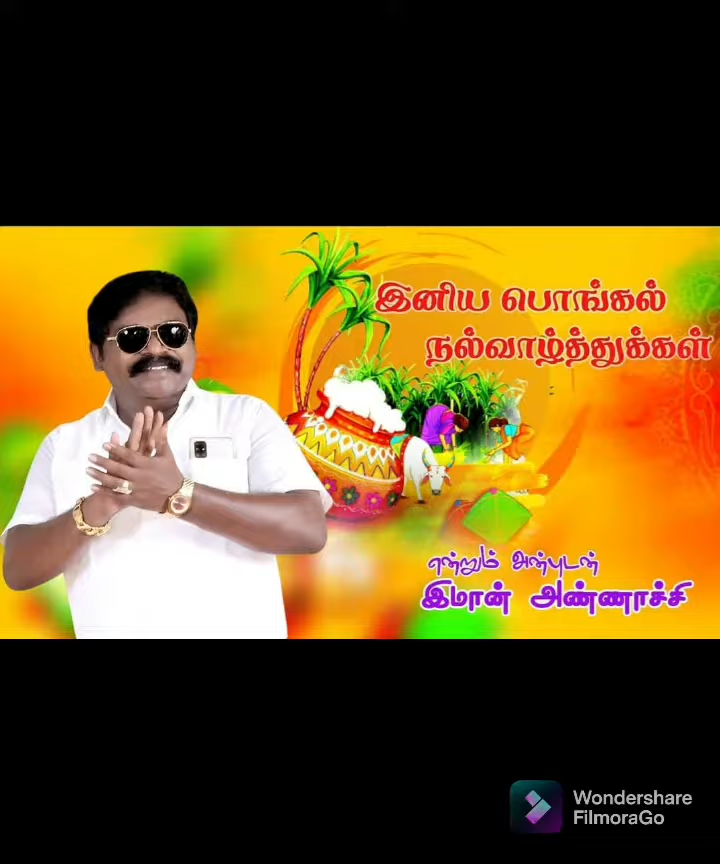 இனிய பொங்கல்
நல்வாழ்த்துக்கள்
என்றும் அன்புடன்
இமான் அண்ணாச்சி
Wondershare
FilmoraGo